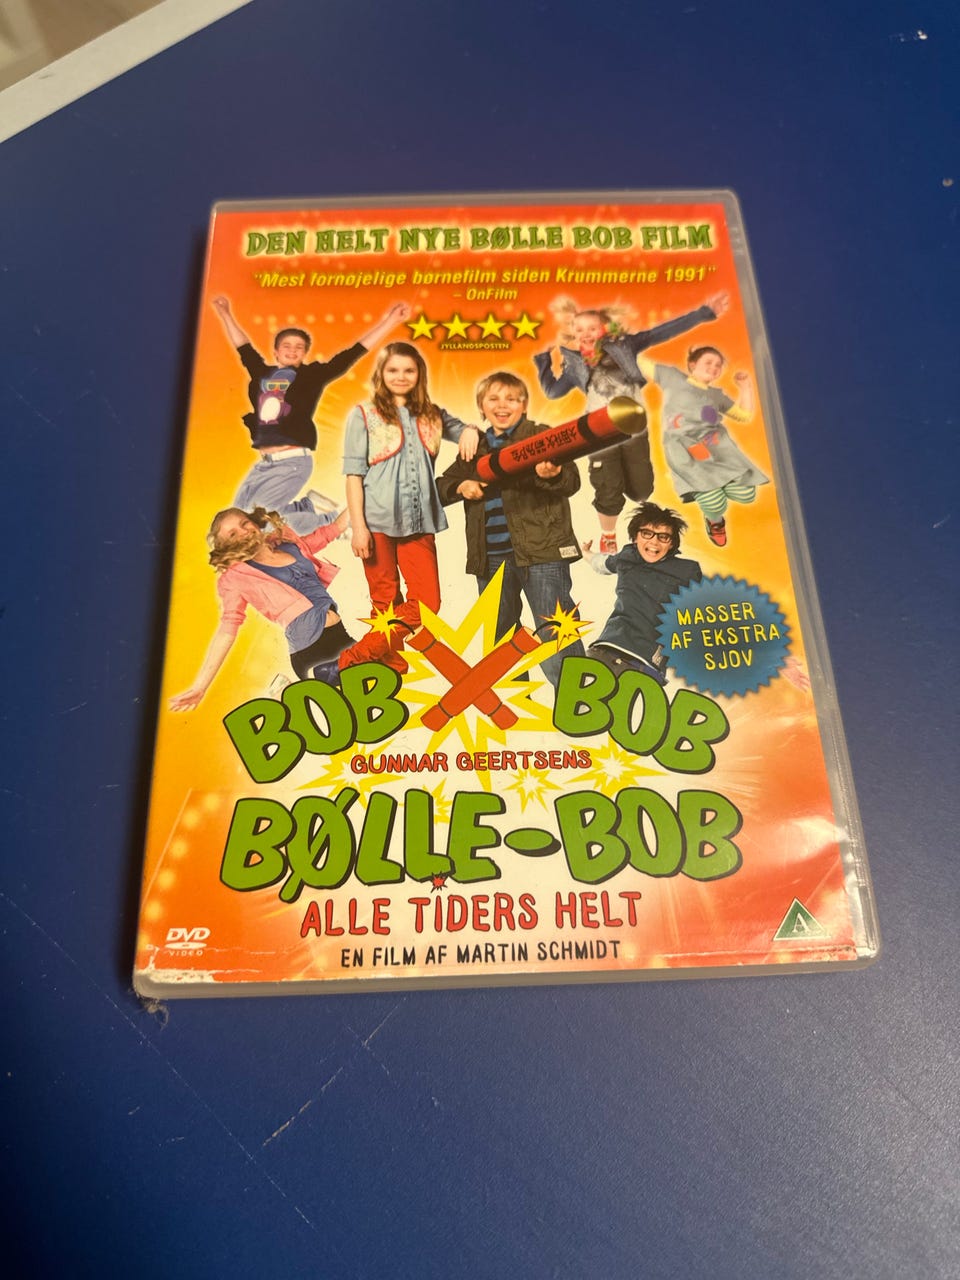 DEN HELT NYE BØLLE BOB FILM
"Mest fornøjelige børnefilm siden Krummerne 1991"
– OnFilm
JYLLANDSPOSTEN
MASSER
AF EKSTRA
SJOV
BOB BOB
GUNNAR GEERTSENS
BØLLE-BOB
ALLE TIDERS HELT
EN FILM AF MARTIN SCHMIDT
DVD
VIDEO
A